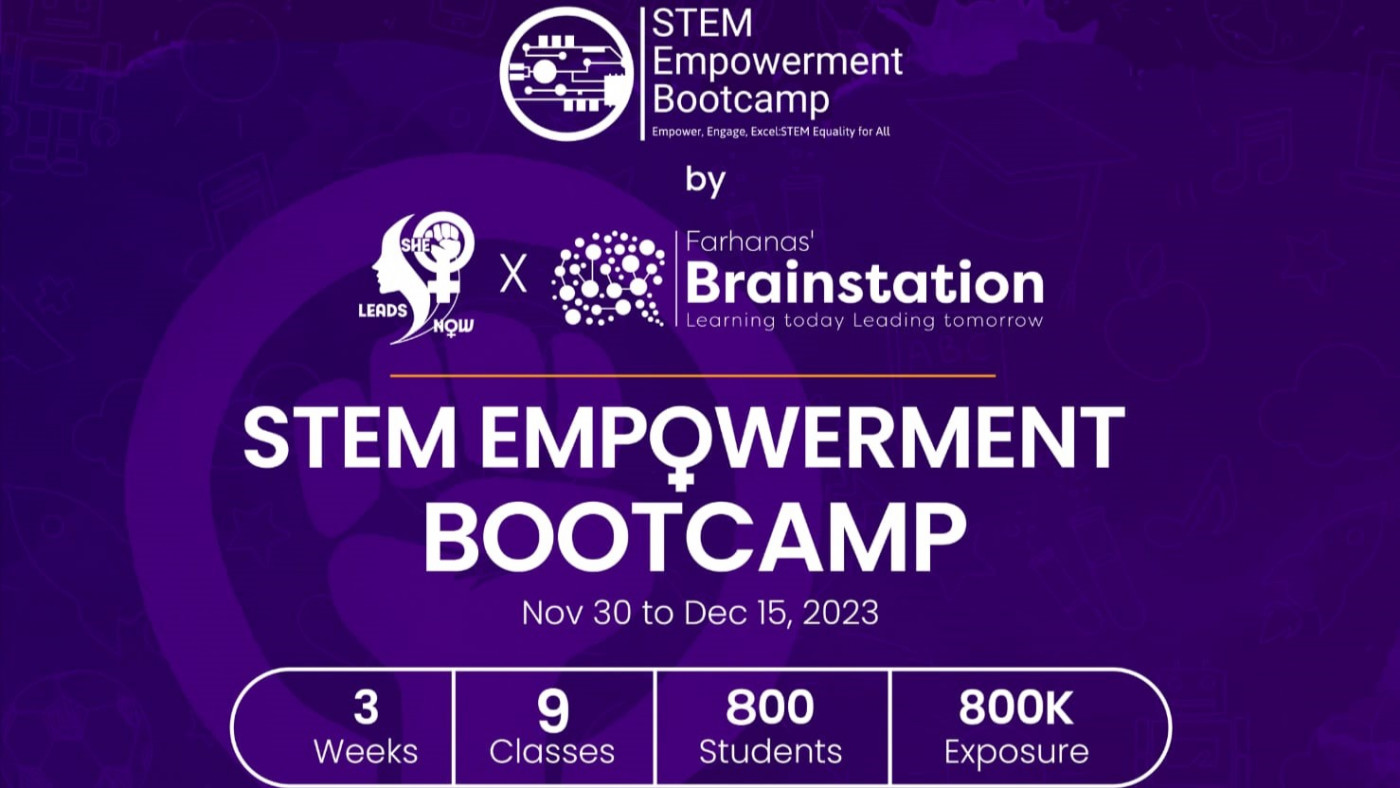 STEM
Empowerment
Bootcamp
Empower, Engage, Excel:STEM Equality for All
by
SHE
LEADS
NOW
X
Farhanas'
Brainstation
Learning today Leading tomorrow
STEM EMPOWERMENT
BOOTCAMP
Nov 30 to Dec 15, 2023
3 9 800 800K
Weeks Classes Students Exposure